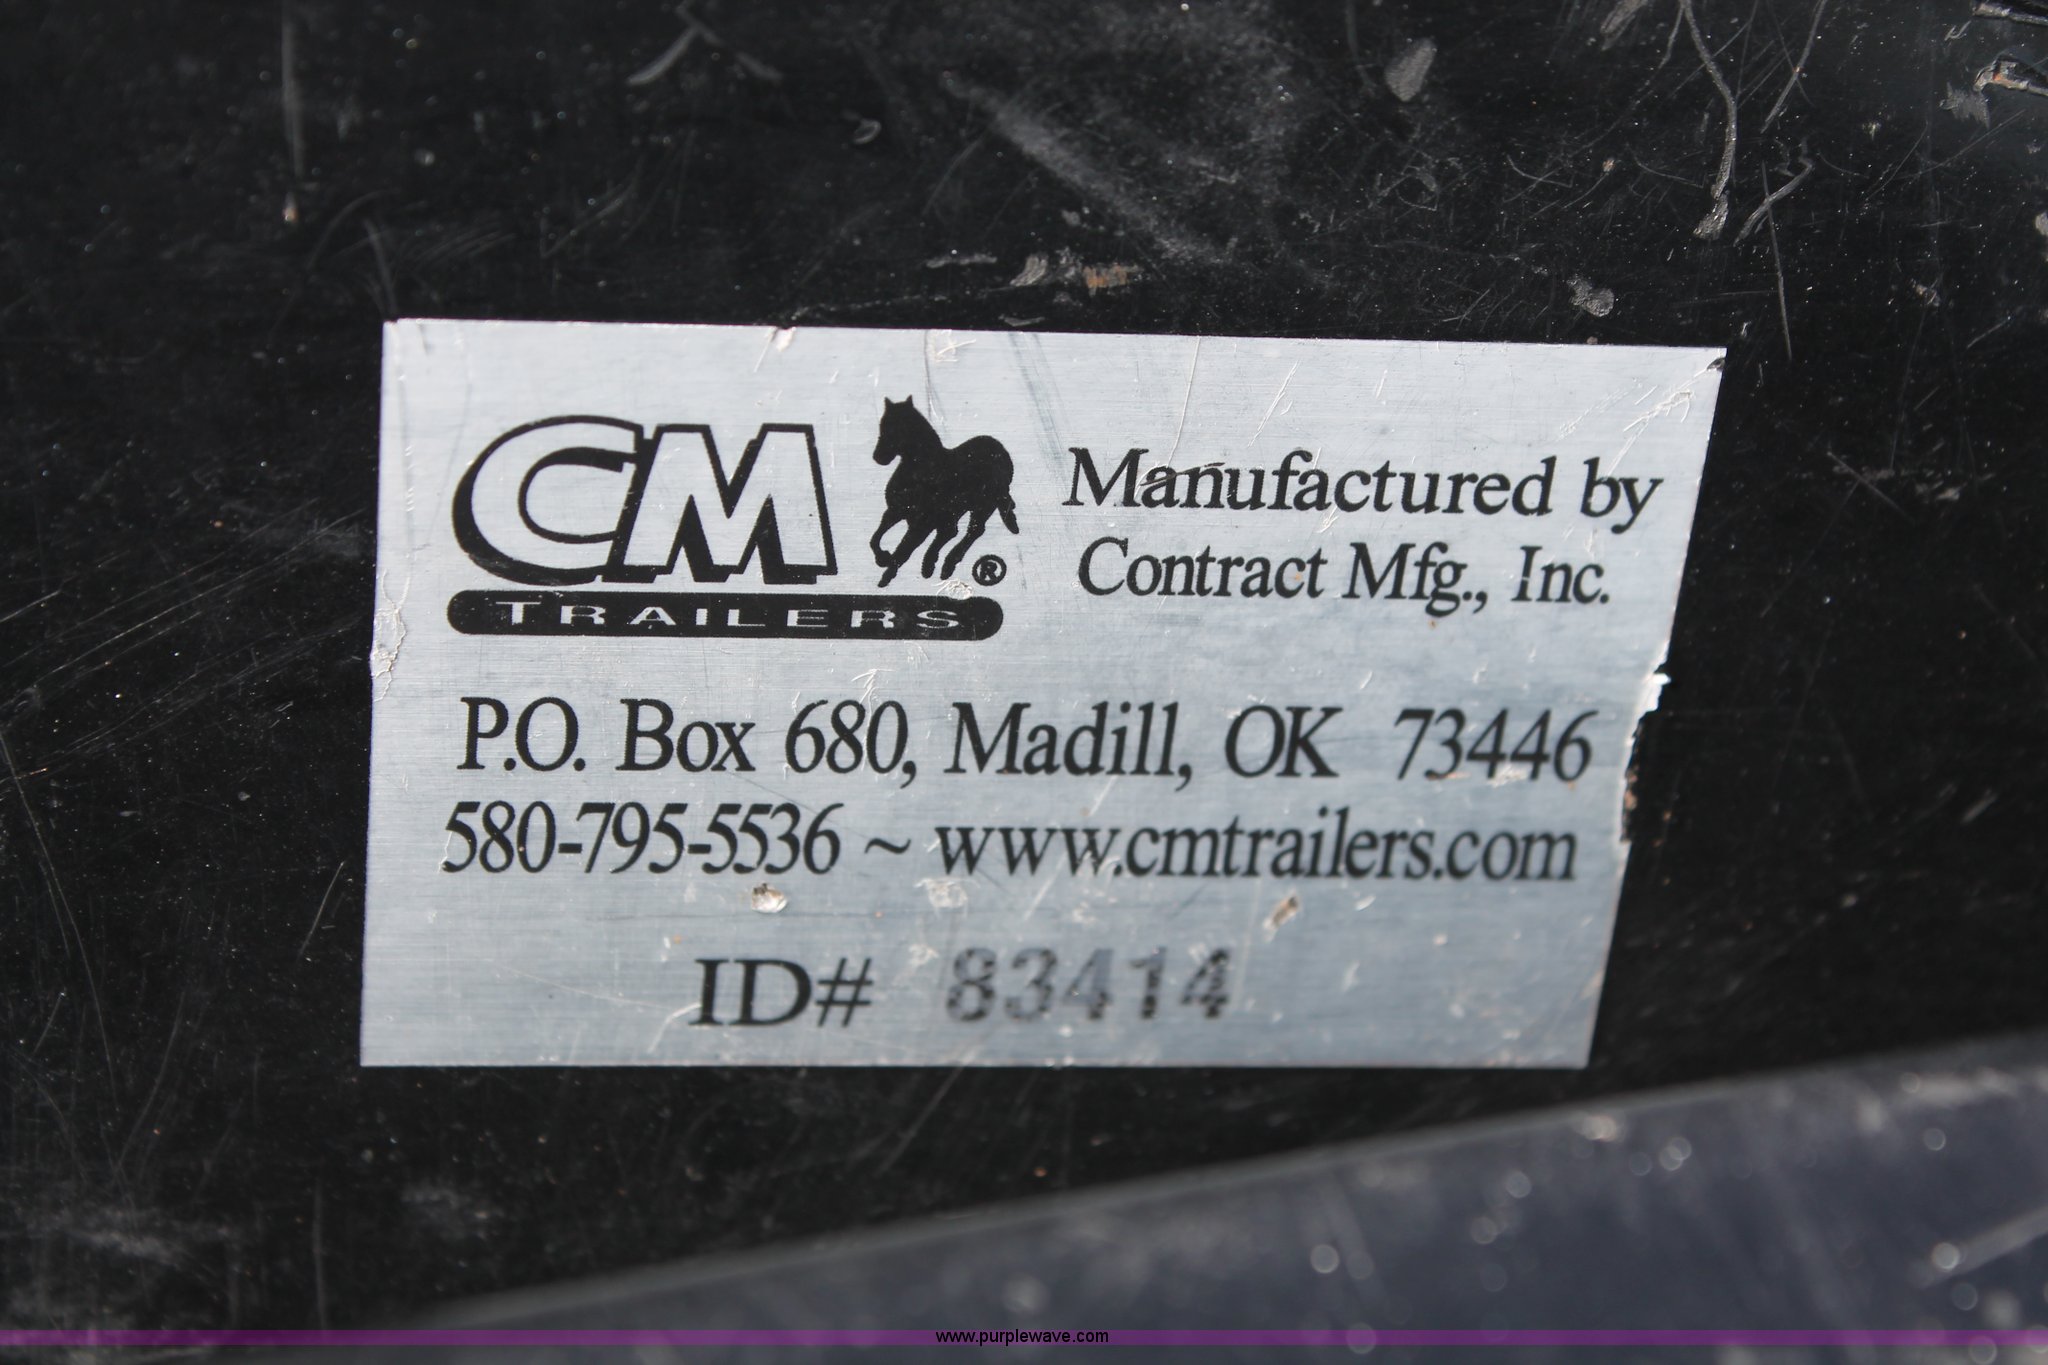 CM ®
TRAILERS
Manufactured by
Contract Mfg., Inc.
P.O. Box 680, Madill, OK 73446
580-795-5536 ~ www.cmtrailers.com
ID# 83414
www.purplewave.com